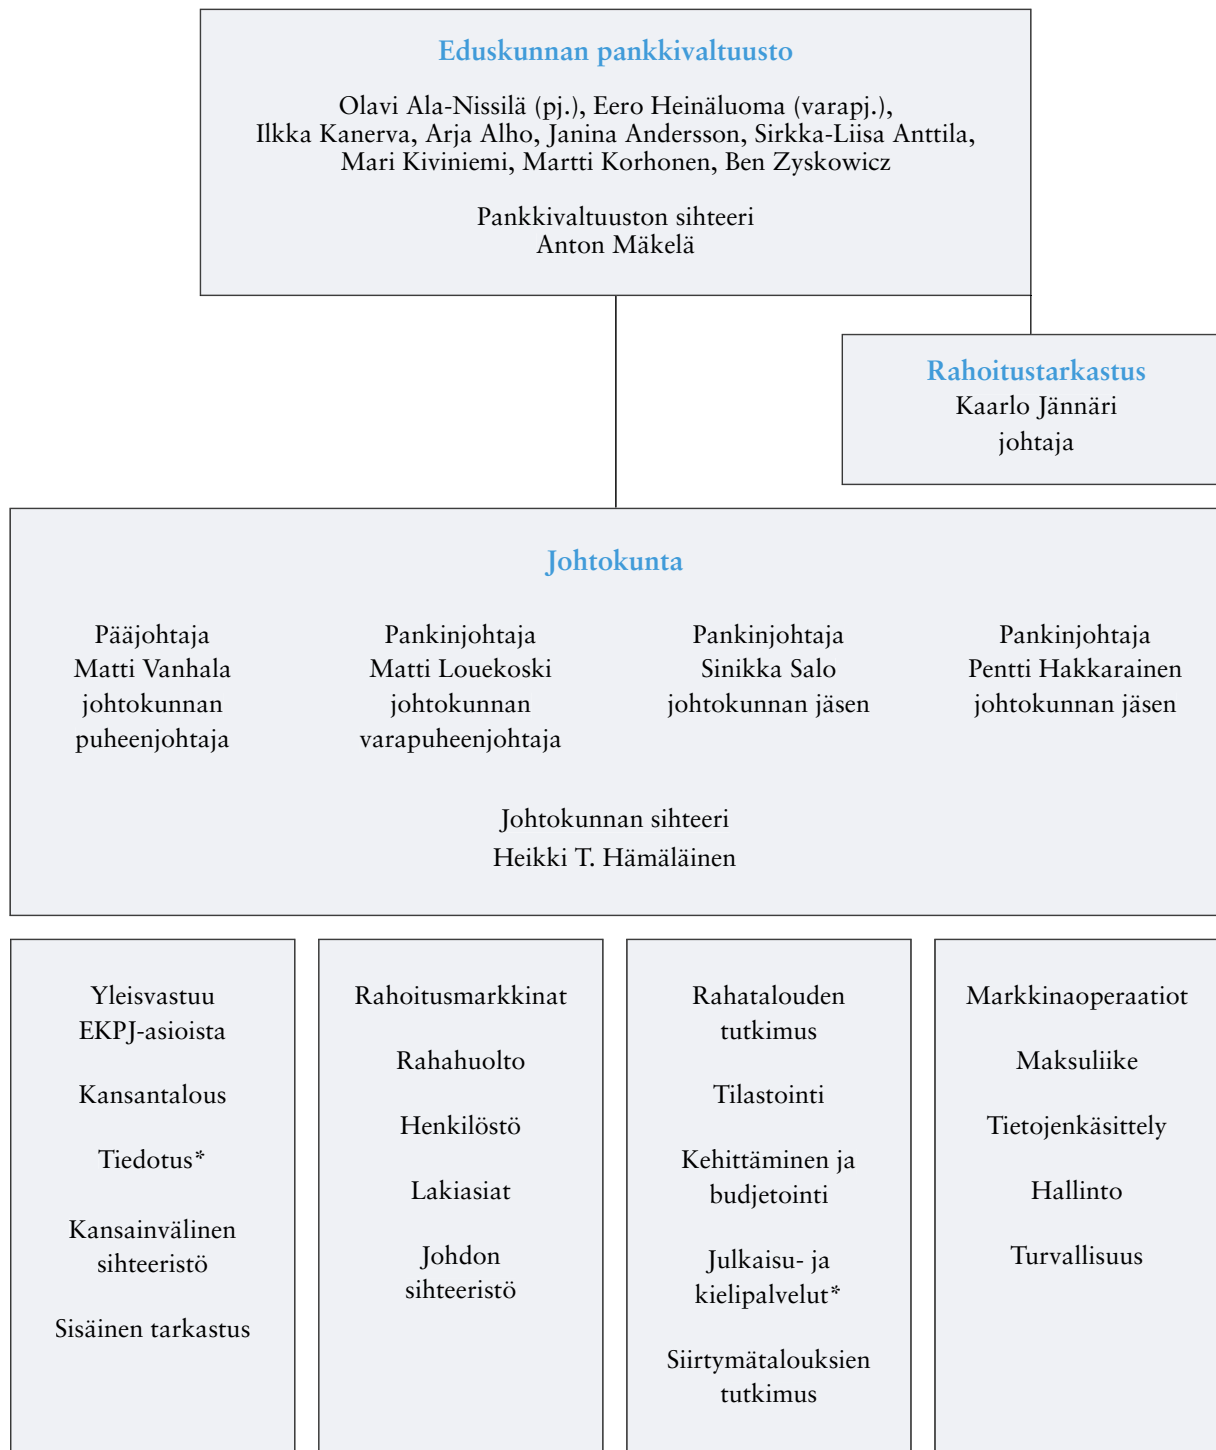 Eduskunnan pankkivaltuusto
Olavi Ala-Nissilä (pj.), Eero Heinäluoma (varapj.),
Ilkka Kanerva, Arja Alho, Janina Andersson, Sirkka-Liisa Anttila,
Mari Kiviniemi, Martti Korhonen, Ben Zyskowicz
Pankkivaltuuston sihteeri
Anton Mäkelä
Rahoitustarkastus
Kaarlo Jännäri
johtaja
Johtokunta
Pääjohtaja
Matti Vanhala
johtokunnan
puheenjohtaja
Pankinjohtaja
Matti Louekoski
johtokunnan
varapuheenjohtaja
Pankinjohtaja
Sinikka Salo
johtokunnan jäsen
Pankinjohtaja
Pentti Hakkarainen
johtokunnan jäsen
Johtokunnan sihteeri
Heikki T. Hämäläinen
Yleisvastuu
EKPJ-asioista
Kansantalous
Tiedotus*
Kansainvälinen
sihteeristö
Sisäinen tarkastus
Rahoitusmarkkinat
Rahahuolto
Henkilöstö
Lakiasiat
Johdon
sihteeristö
Rahatalouden
tutkimus
Tilastointi
Kehittäminen ja
budjetointi
Julkaisu- ja
kielipalvelut*
Siirtymätalouksien
tutkimus
Markkinaoperaatiot
Maksuliike
Tietojenkäsittely
Hallinto
Turvallisuus